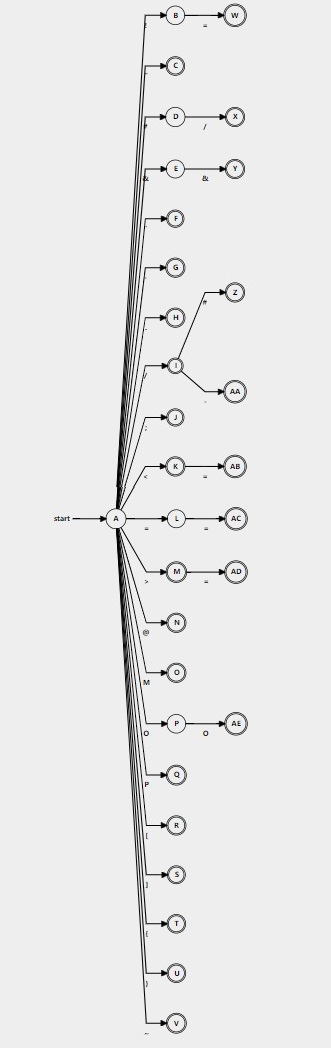 B
=
W
C
#
D
/
X
&
E
&
Y
F
G
H
#
Z
/
I
AA
;
J
<
K
=
AB
start
A
=
L
=
AC
>
M
=
AD
@
N
M
O
O
P
O
AE
P
Q
[
R
]
S
{
T
}
U
V